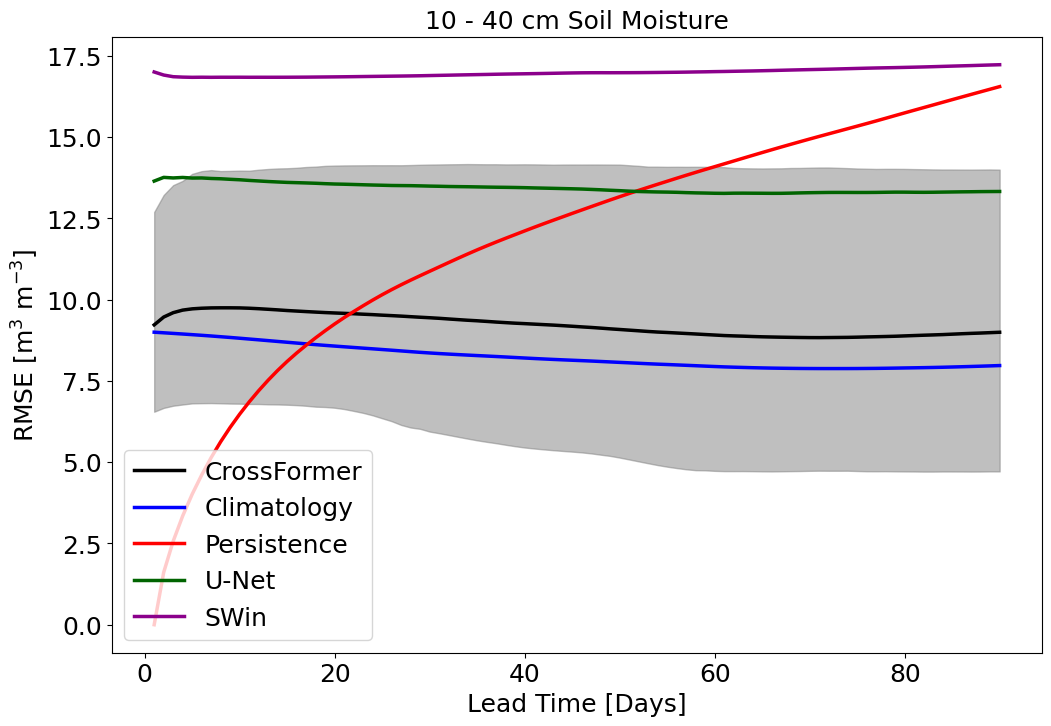 10 - 40 cm Soil Moisture
RMSE [m³ m⁻³]
17.5
15.0
12.5
10.0
7.5
5.0
2.5
0.0
CrossFormer
Climatology
Persistence
U-Net
SWin
0 20 40 60 80
Lead Time [Days]